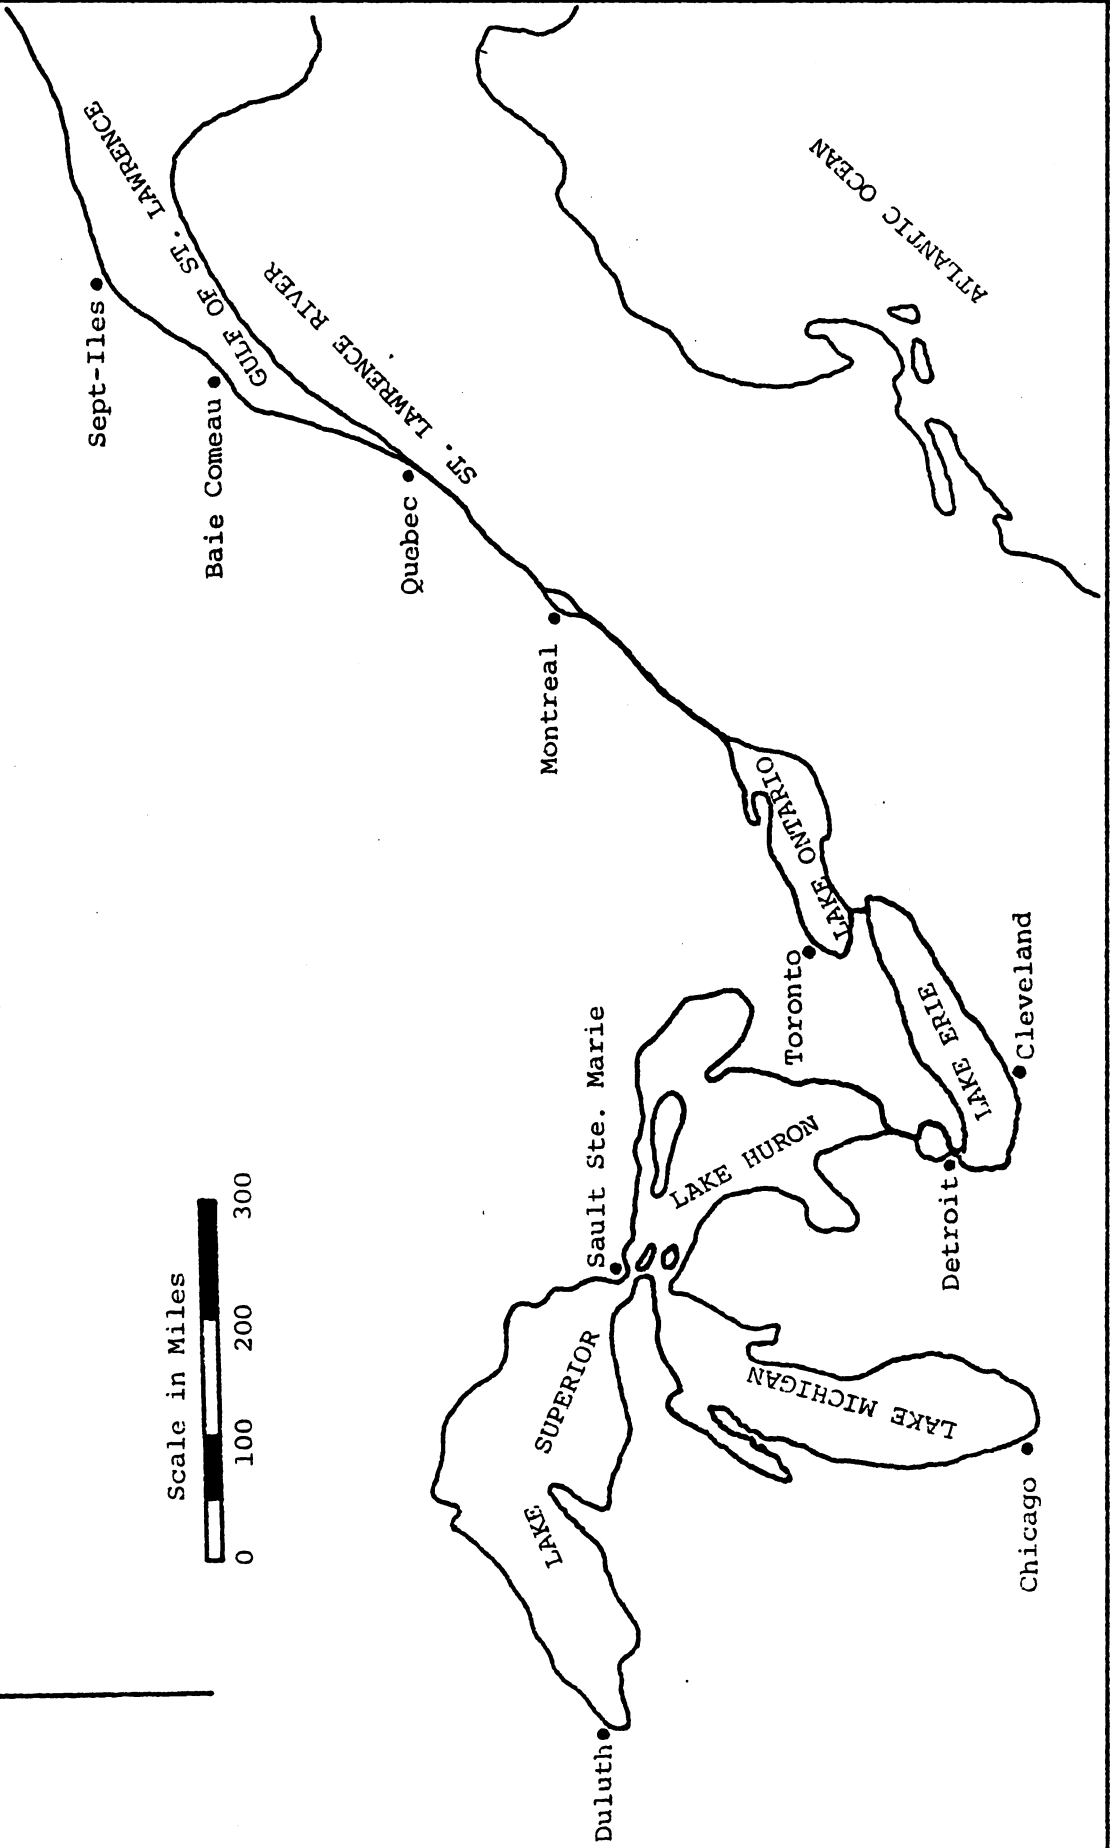 Scale in Miles
0 100 200 300
Duluth
LAKE SUPERIOR
Sault Ste. Marie
LAKE MICHIGAN
Chicago
LAKE HURON
Detroit
LAKE ERIE
Cleveland
Toronto
LAKE ONTARIO
Montreal
Quebec
ST. LAWRENCE RIVER
Baie Comeau
Sept-Iles
GULF OF ST. LAWRENCE
ATLANTIC OCEAN